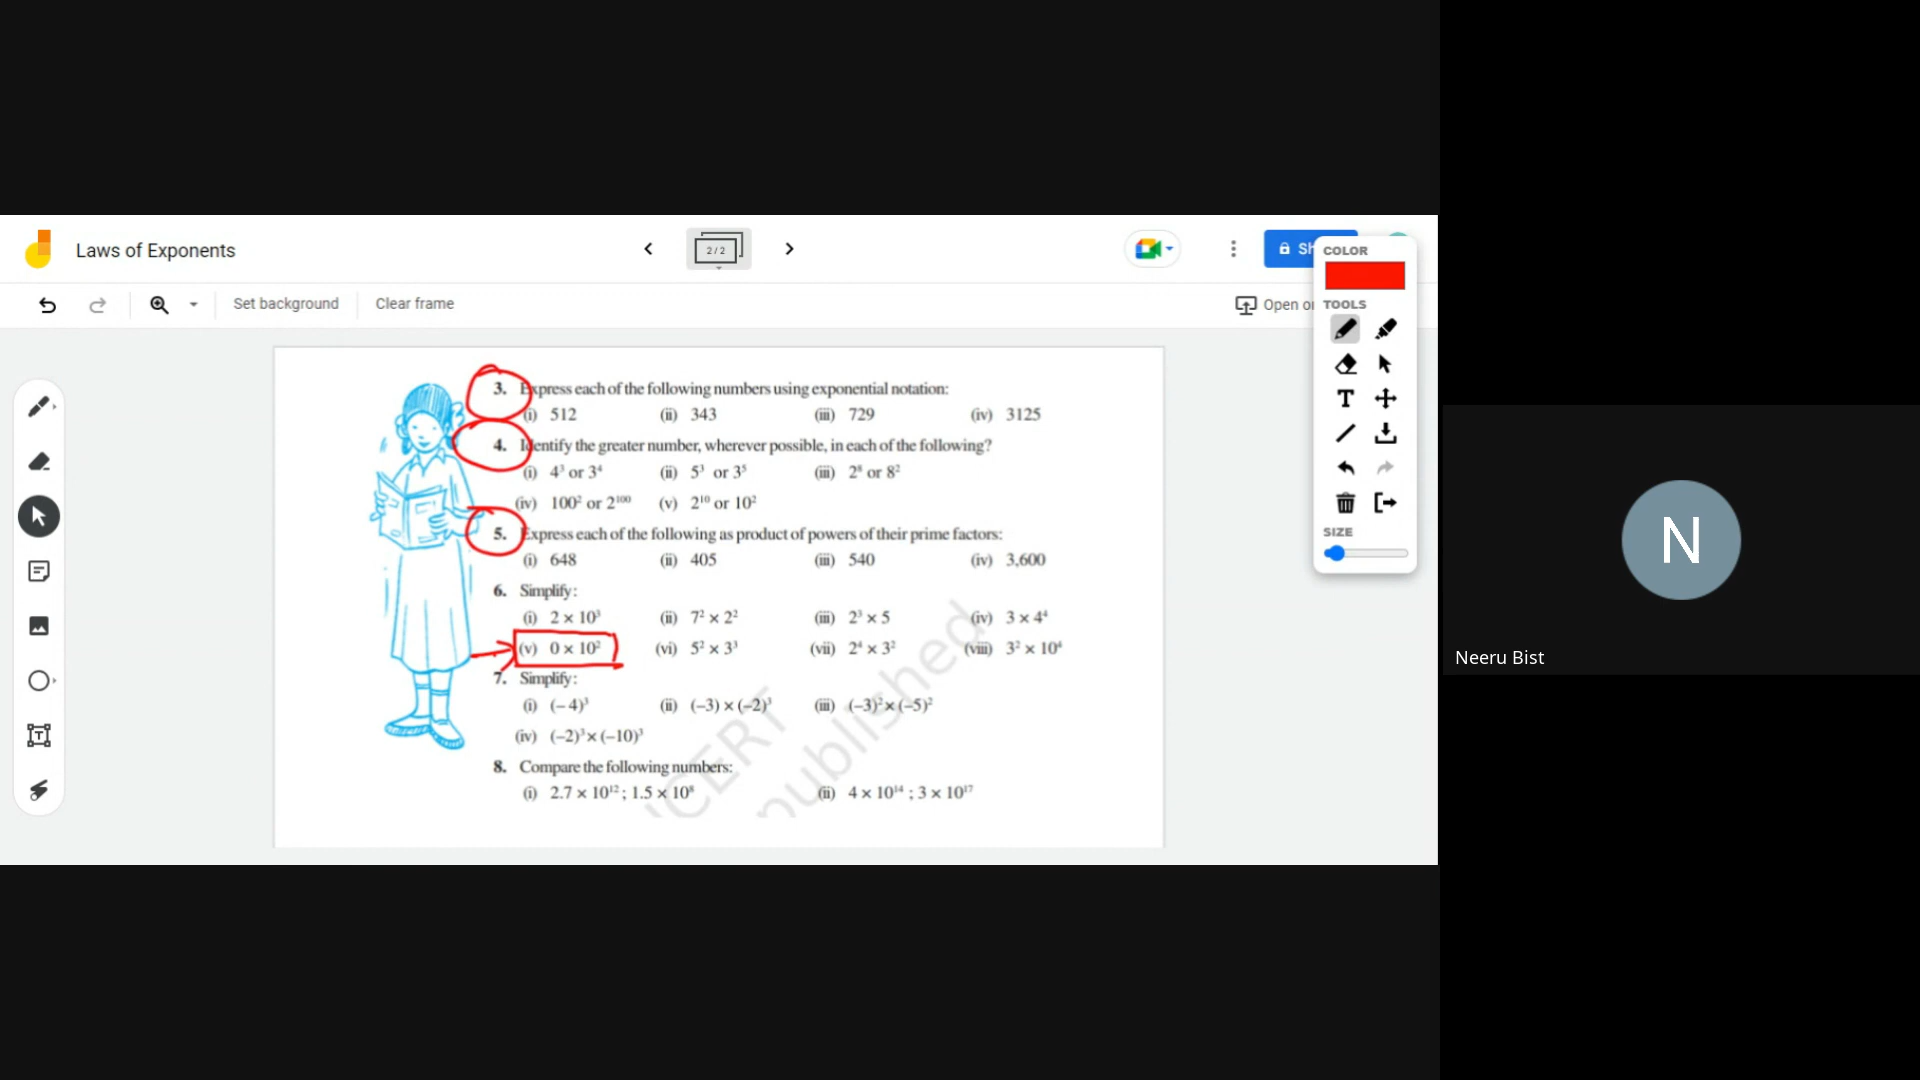 Laws of Exponents
2 / 2
Set background
Clear frame
COLOR
TOOLS
SIZE
3. Express each of the following numbers using exponential notation:
(i) 512 (ii) 343 (iii) 729 (iv) 3125
4. Identify the greater number, wherever possible, in each of the following?
(i) 4³ or 3⁴ (ii) 5³ or 3⁵ (iii) 2⁸ or 8²
(iv) 100² or 2¹⁰⁰ (v) 2¹⁰ or 10²
5. Express each of the following as product of powers of their prime factors:
(i) 648 (ii) 405 (iii) 540 (iv) 3,600
6. Simplify:
(i) 2 × 10³ (ii) 7² × 2² (iii) 2³ × 5 (iv) 3 × 4⁴
(v) 0 × 10² (vi) 5² × 3³ (vii) 2⁴ × 3² (viii) 3² × 10⁴
7. Simplify:
(i) (– 4)³ (ii) (–3) × (–2)³ (iii) (–3)² × (–5)²
(iv) (–2)³ × (–10)³
8. Compare the following numbers:
(i) 2.7 × 10¹² ; 1.5 × 10⁸ (ii) 4 × 10¹⁴ ; 3 × 10¹⁷
published
N
Neeru Bist